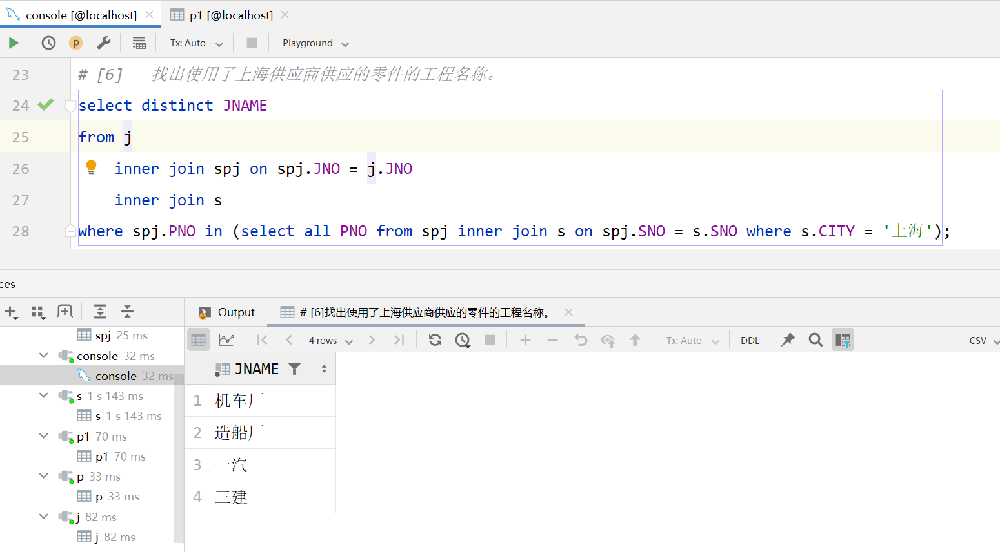 console [@localhost]
p1 [@localhost]
p
Tx: Auto
Playground
23 # [6] 找出使用了上海供应商供应的零件的工程名称。
24 select distinct JNAME
25 from j
26 inner join spj on spj.JNO = j.JNO
27 inner join s
28 where spj.PNO in (select all PNO from spj inner join s on spj.SNO = s.SNO where s.CITY = '上海');
ces
Output
# [6]找出使用了上海供应商供应的零件的工程名称。
4 rows
Tx: Auto
DDL
CSV
spj 25 ms
console 32 ms
console 32 ms
s 1 s 143 ms
s 1 s 143 ms
p1 70 ms
p1 70 ms
p 33 ms
p 33 ms
j 82 ms
j 82 ms
JNAME
1 机车厂
2 造船厂
3 一汽
4 三建